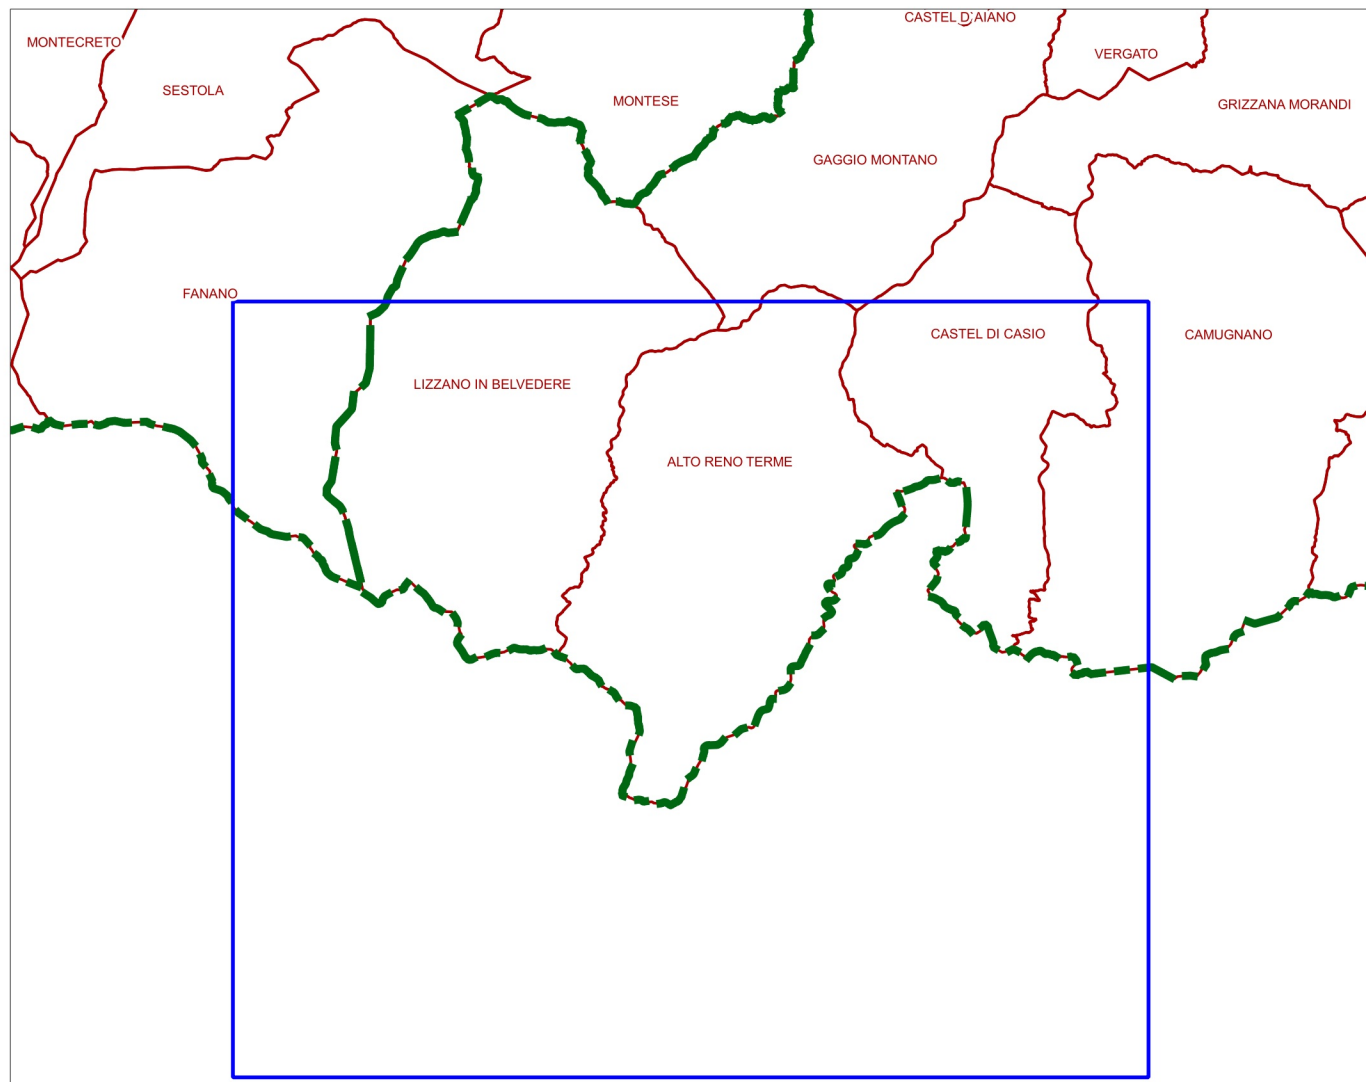 CASTEL D'AIANO
MONTECRETO
VERGATO
SESTOLA
MONTESE
GRIZZANA MORANDI
GAGGIO MONTANO
FANANO
CASTEL DI CASIO
CAMUGNANO
LIZZANO IN BELVEDERE
ALTO RENO TERME